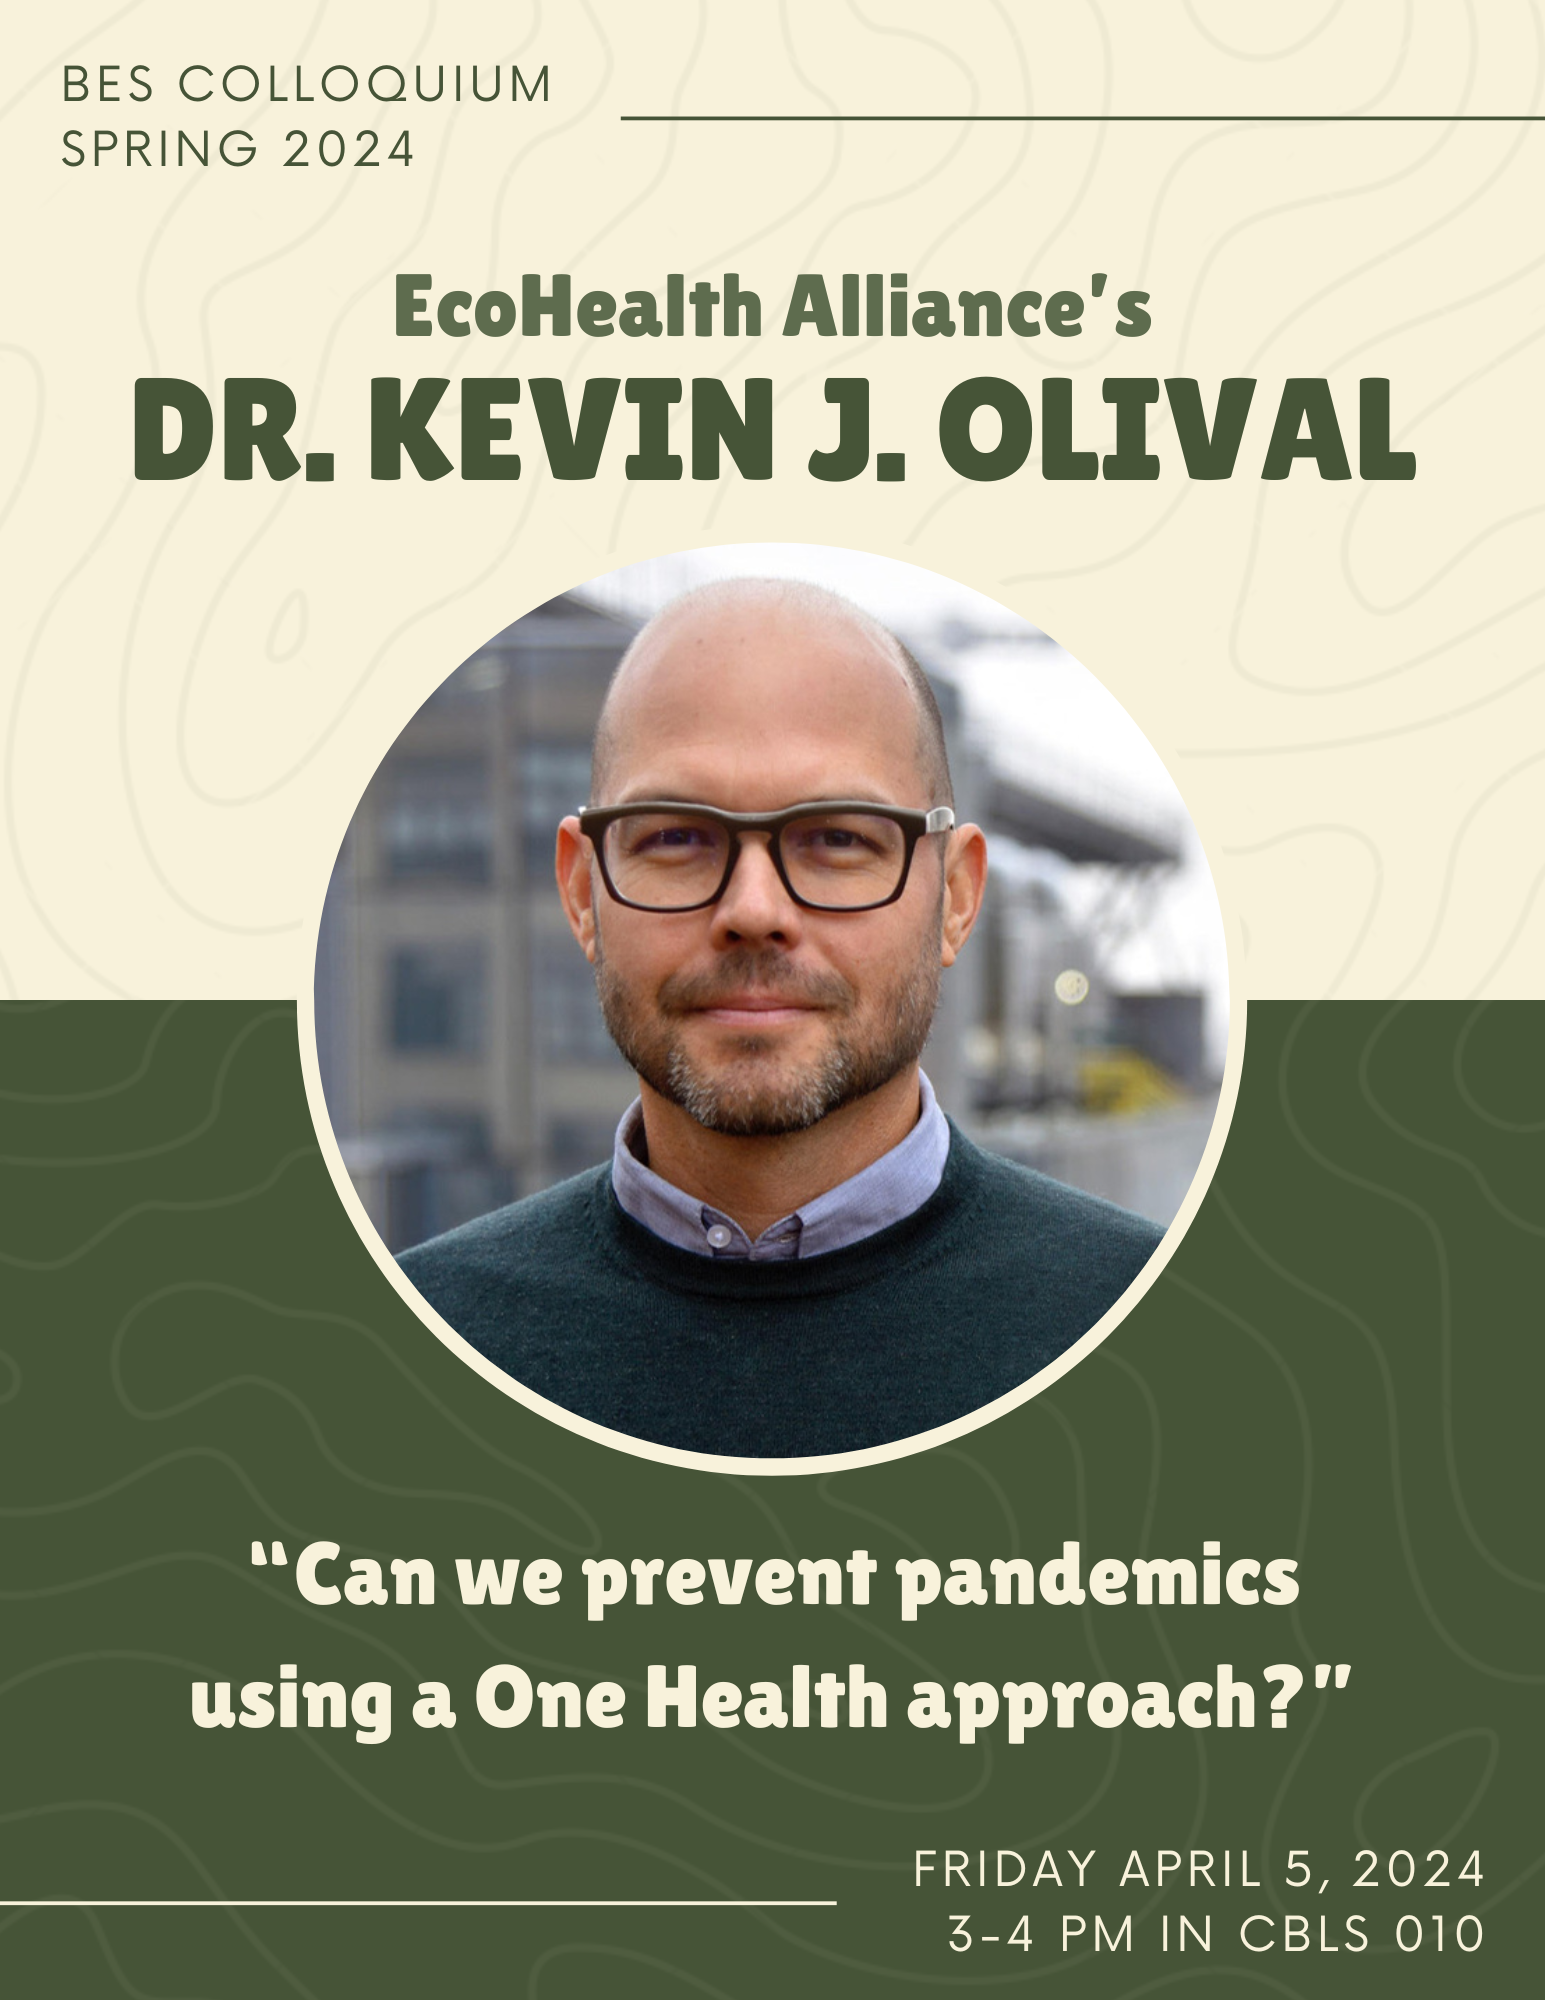 BES COLLOQUIUM
SPRING 2024
EcoHealth Alliance's
DR. KEVIN J. OLIVAL
“Can we prevent pandemics
using a One Health approach?”
FRIDAY APRIL 5, 2024
3-4 PM IN CBLS 010